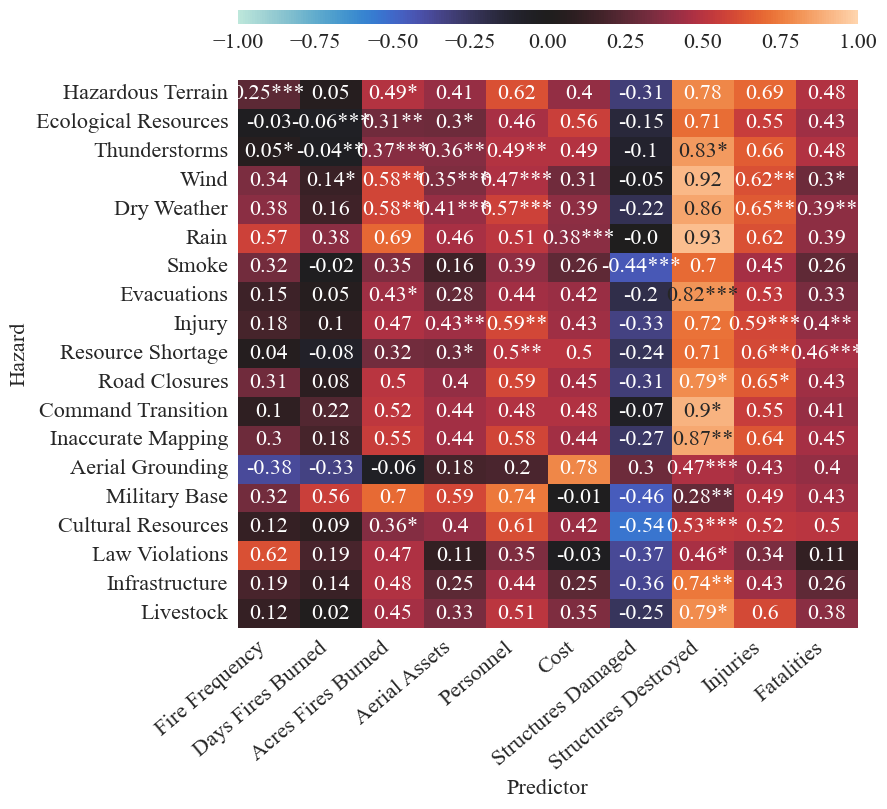 −1.00 −0.75 −0.50 −0.25 0.00 0.25 0.50 0.75 1.00
Hazardous Terrain 0.25*** 0.05 0.49* 0.41 0.62 0.4 -0.31 0.78 0.69 0.48
Ecological Resources -0.03 -0.06*** 0.31** 0.3* 0.46 0.56 -0.15 0.71 0.55 0.43
Thunderstorms 0.05* -0.04** 0.37*** 0.36** 0.49** 0.49 -0.1 0.83* 0.66 0.48
Wind 0.34 0.14* 0.58** 0.35*** 0.47*** 0.31 -0.05 0.92 0.62** 0.3*
Dry Weather 0.38 0.16 0.58** 0.41*** 0.57*** 0.39 -0.22 0.86 0.65** 0.39**
Rain 0.57 0.38 0.69 0.46 0.51 0.38*** -0.0 0.93 0.62 0.39
Smoke 0.32 -0.02 0.35 0.16 0.39 0.26 -0.44*** 0.7 0.45 0.26
Evacuations 0.15 0.05 0.43* 0.28 0.44 0.42 -0.2 0.82*** 0.53 0.33
Injury 0.18 0.1 0.47 0.43** 0.59** 0.43 -0.33 0.72 0.59*** 0.4**
Resource Shortage 0.04 -0.08 0.32 0.3* 0.5** 0.5 -0.24 0.71 0.6** 0.46***
Road Closures 0.31 0.08 0.5 0.4 0.59 0.45 -0.31 0.79* 0.65* 0.43
Command Transition 0.1 0.22 0.52 0.44 0.48 0.48 -0.07 0.9* 0.55 0.41
Inaccurate Mapping 0.3 0.18 0.55 0.44 0.58 0.44 -0.27 0.87** 0.64 0.45
Aerial Grounding -0.38 -0.33 -0.06 0.18 0.2 0.78 0.3 0.47*** 0.43 0.4
Military Base 0.32 0.56 0.7 0.59 0.74 -0.01 -0.46 0.28** 0.49 0.43
Cultural Resources 0.12 0.09 0.36* 0.4 0.61 0.42 -0.54 0.53*** 0.52 0.5
Law Violations 0.62 0.19 0.47 0.11 0.35 -0.03 -0.37 0.46* 0.34 0.11
Infrastructure 0.19 0.14 0.48 0.25 0.44 0.25 -0.36 0.74** 0.43 0.26
Livestock 0.12 0.02 0.45 0.33 0.51 0.35 -0.25 0.79* 0.6 0.38
Hazard
Fire Frequency
Days Fires Burned
Acres Fires Burned
Aerial Assets
Personnel
Cost
Structures Damaged
Structures Destroyed
Injuries
Fatalities
Predictor